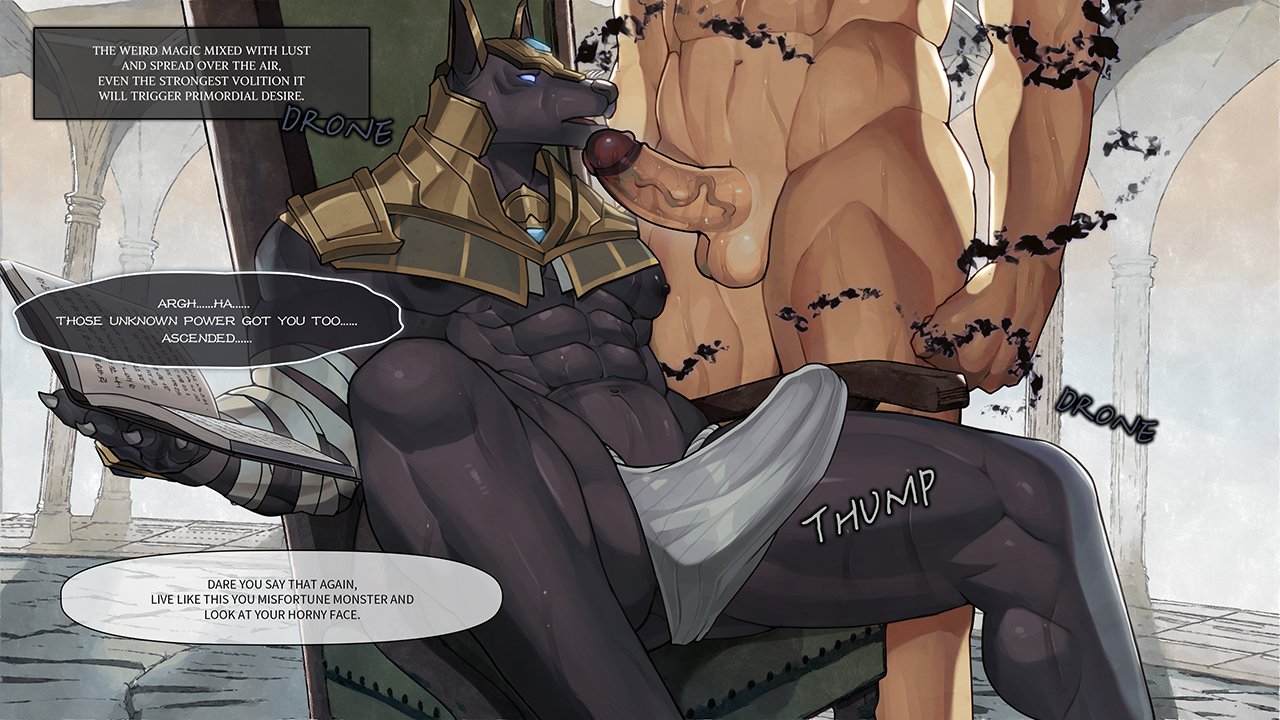 THE WEIRD MAGIC MIXED WITH LUST
AND SPREAD OVER THE AIR,
EVEN THE STRONGEST VOLITION IT
WILL TRIGGER PRIMORDIAL DESIRE.
DRONE
ARGH......HA......
THOSE UNKNOWN POWER GOT YOU TOO......
ASCENDED......
DRONE
THUMP
DARE YOU SAY THAT AGAIN,
LIVE LIKE THIS YOU MISFORTUNE MONSTER AND
LOOK AT YOUR HORNY FACE.